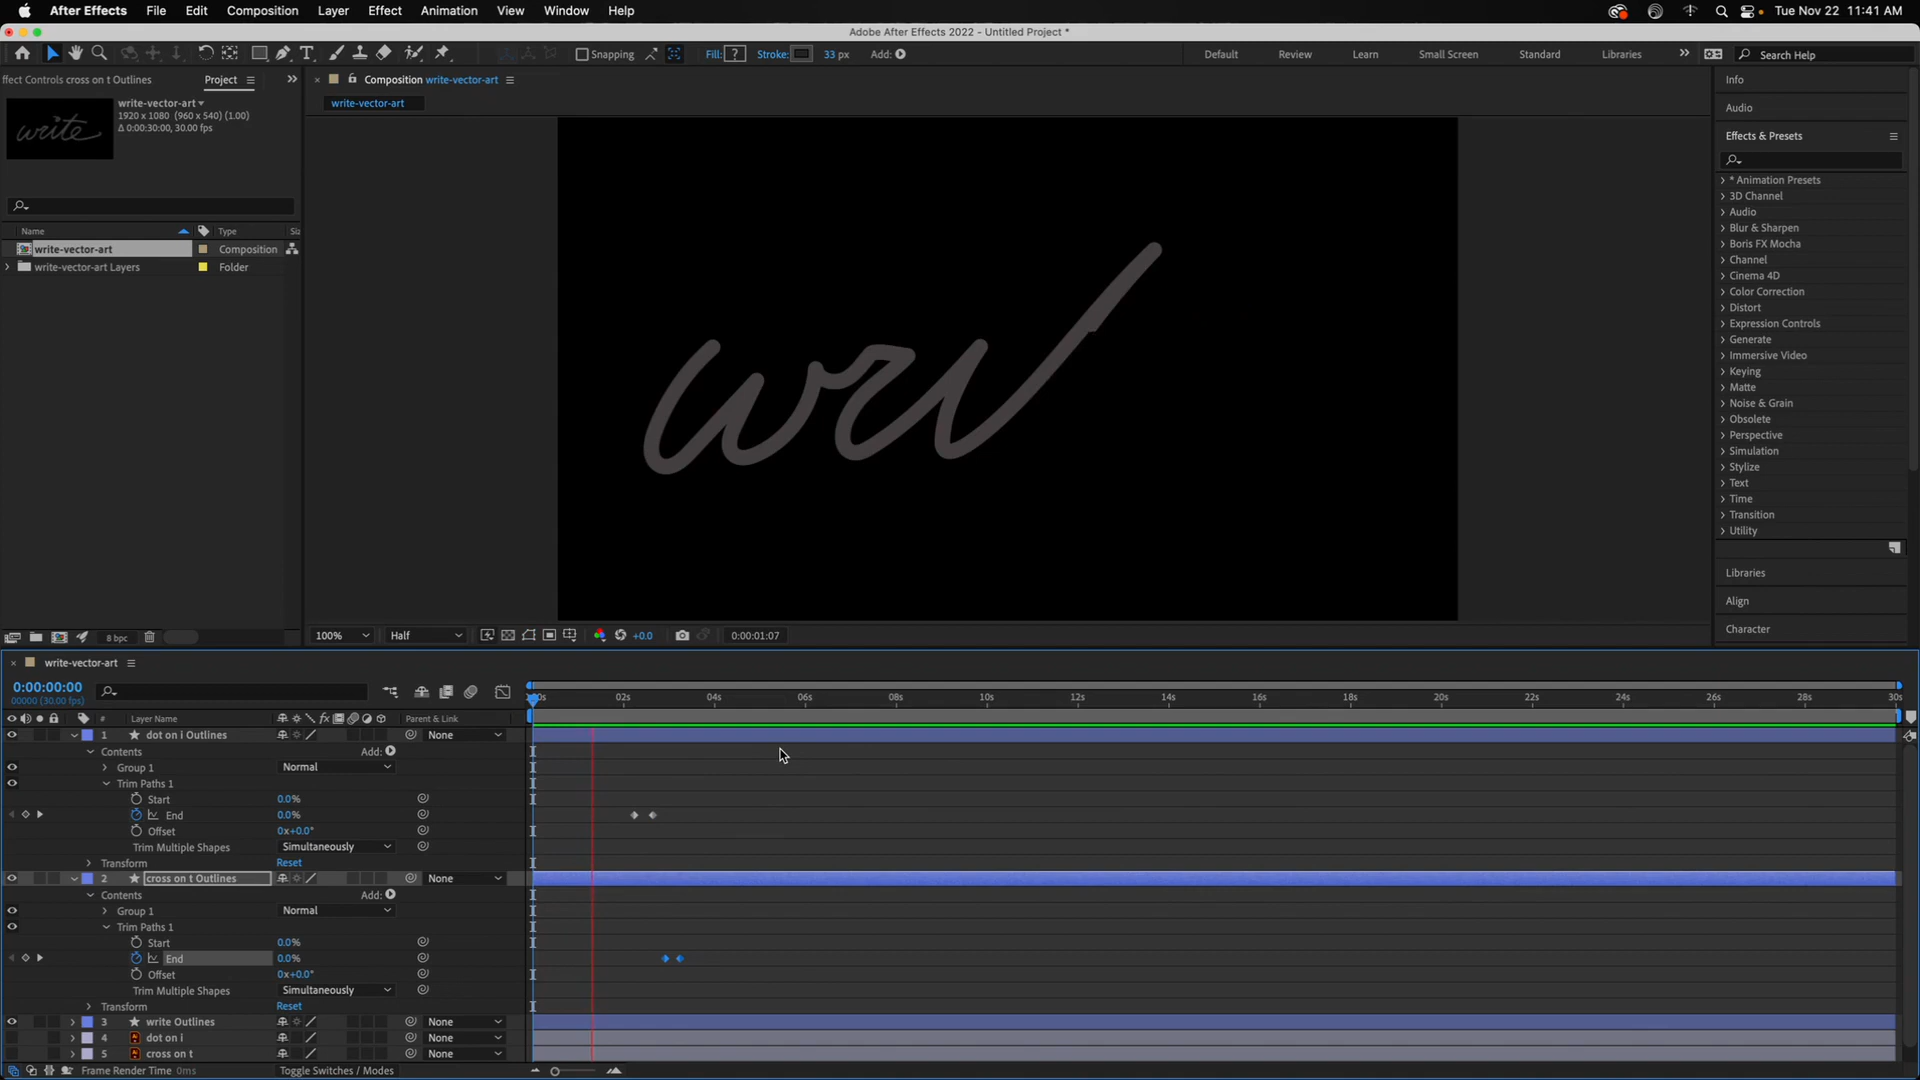 After Effects File Edit Composition Layer Effect Animation View Window Help Tue Nov 22 11:41 AM
Adobe After Effects 2022 - Untitled Project *
Snapping Fill: ? Stroke: 33 px Add: Default Review Learn Small Screen Standard Libraries Search Help
ffect Controls cross on t Outlines Project Composition write-vector-art Info
write-vector-art
write-vector-art
1920 x 1080 (960 x 540) (1.00)
Δ 0:00:30:00, 30.00 fps
write
Audio
Effects & Presets
* Animation Presets
3D Channel
Audio
Blur & Sharpen
Boris FX Mocha
Channel
Cinema 4D
Color Correction
Distort
Expression Controls
Generate
Immersive Video
Keying
Matte
Noise & Grain
Obsolete
Perspective
Simulation
Stylize
Text
Time
Transition
Utility
Libraries
Align
Character
Name Type Si
write-vector-art Composition
write-vector-art Layers Folder
8 bpc 100% Half +0.0 0:00:01:07
write-vector-art
0:00:00:00
00000 (30.00 fps)
:00s 02s 04s 06s 08s 10s 12s 14s 16s 18s 20s 22s 24s 26s 28s 30s
# Layer Name Parent & Link
1 dot on i Outlines None
Contents Add:
Group 1 Normal
Trim Paths 1
Start 0.0%
End 0.0%
Offset 0x+0.0°
Trim Multiple Shapes Simultaneously
Transform Reset
2 cross on t Outlines None
Contents Add:
Group 1 Normal
Trim Paths 1
Start 0.0%
End 0.0%
Offset 0x+0.0°
Trim Multiple Shapes Simultaneously
Transform Reset
3 write Outlines None
4 dot on i None
5 cross on t None
Frame Render Time 0ms Toggle Switches / Modes